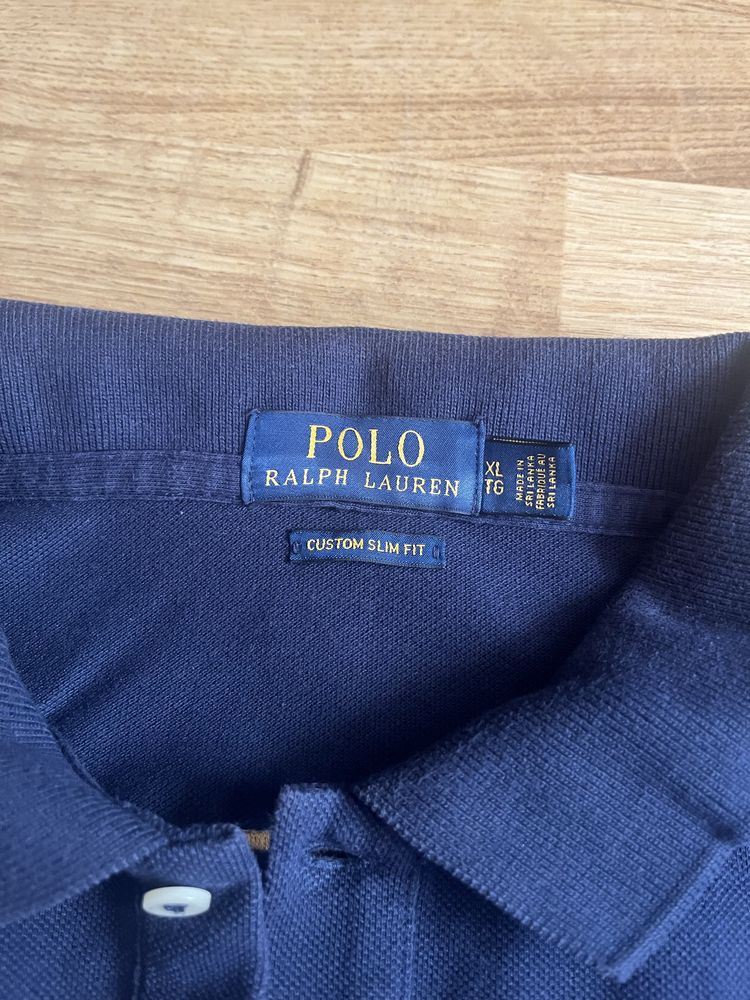 POLO
RALPH LAUREN
XL
TG
MADE IN
SRI LANKA
FABRIQUÉ AU
SRI LANKA
CUSTOM SLIM FIT